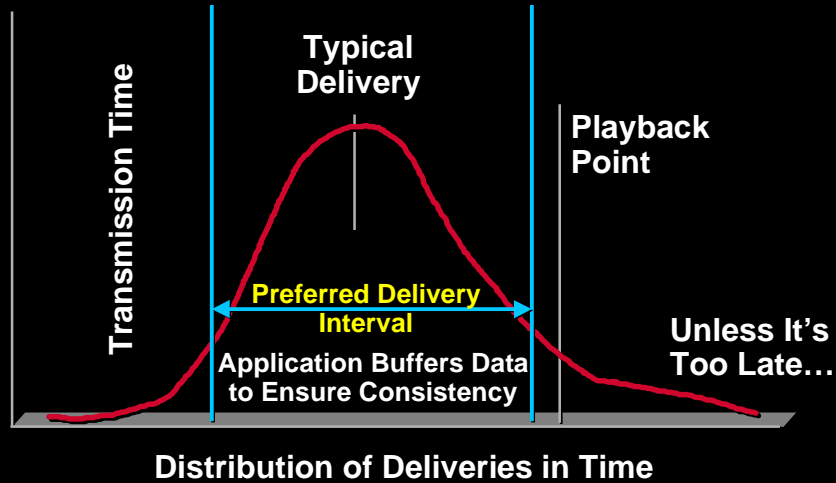 Typical
Delivery
Transmission Time
Playback
Point
Preferred Delivery
Interval
Application Buffers Data
to Ensure Consistency
Unless It’s
Too Late…
Distribution of Deliveries in Time